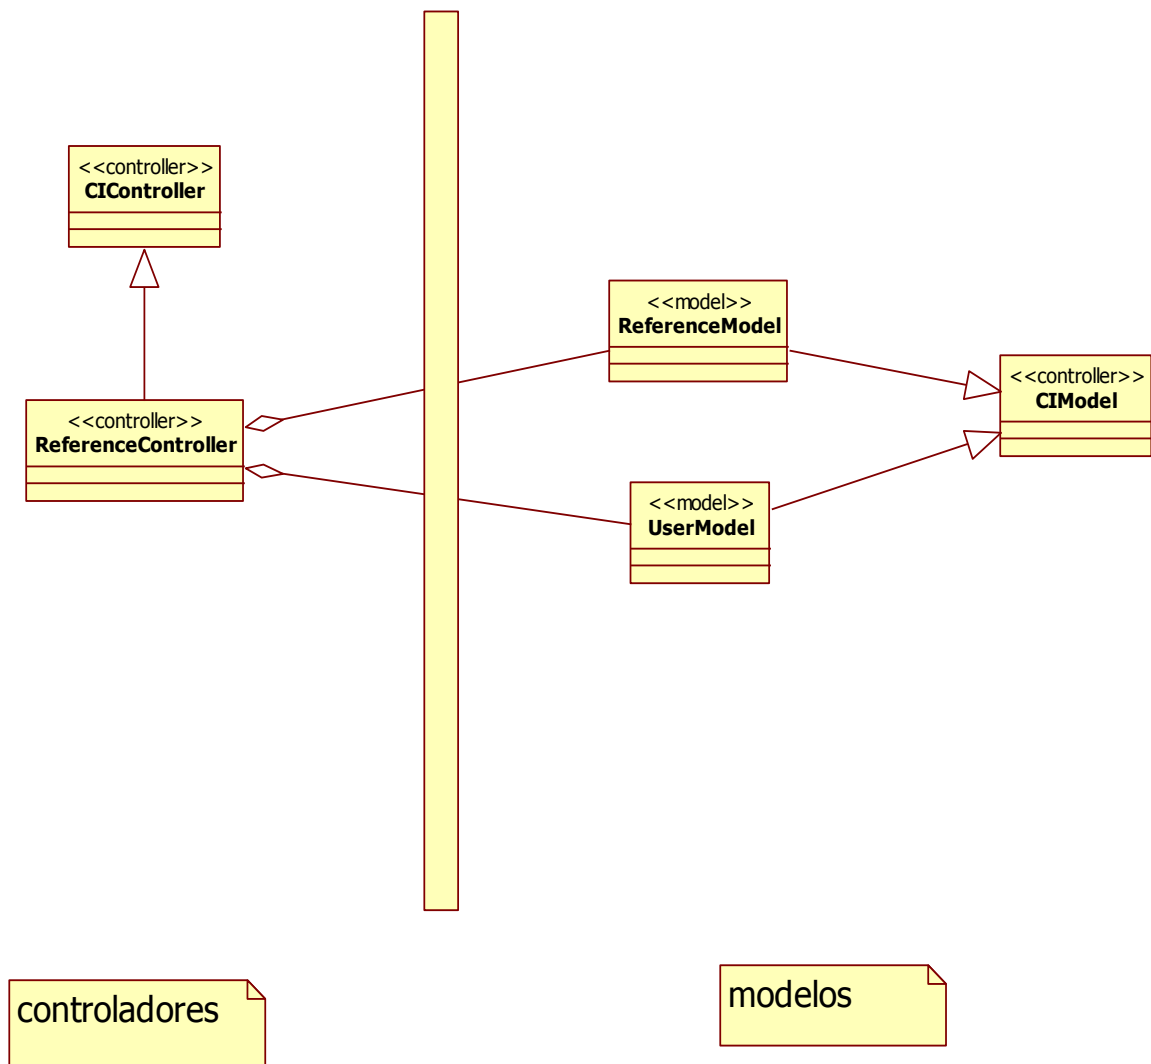 <<controller>>
CIController
<<model>>
ReferenceModel
<<controller>>
CIModel
<<controller>>
ReferenceController
<<model>>
UserModel
controladores
modelos